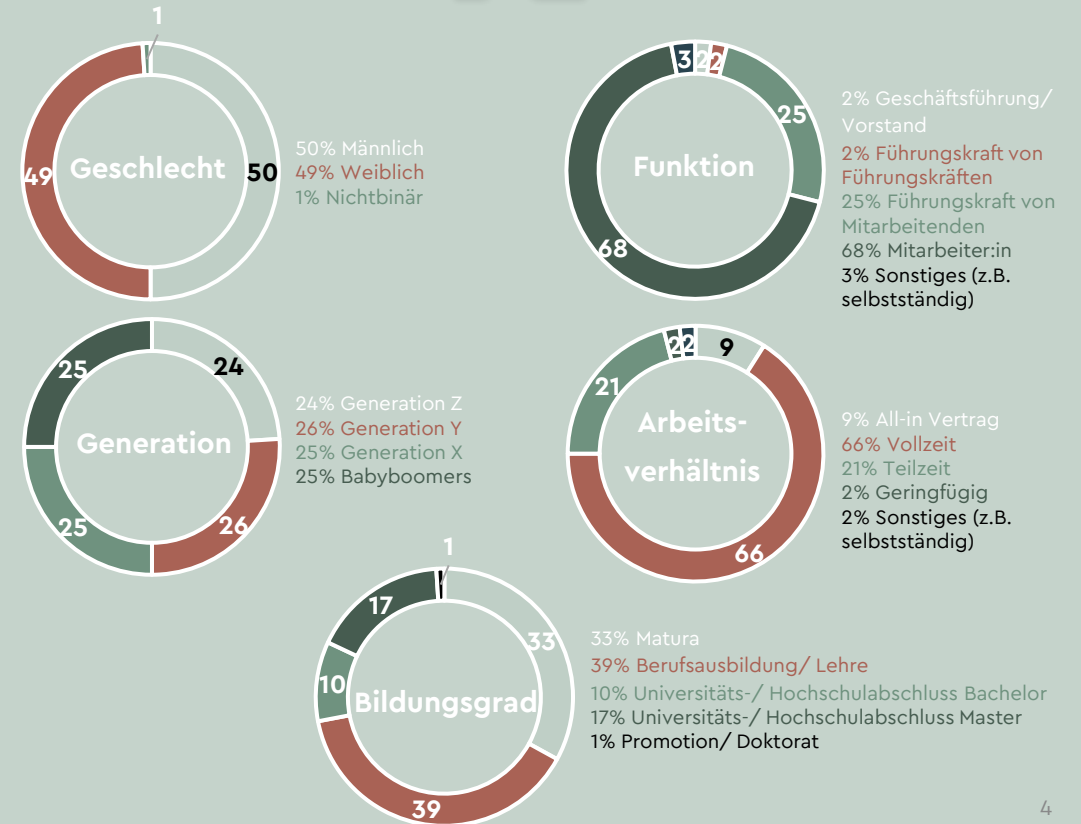 1
49
Geschlecht
50
50% Männlich
49% Weiblich
1% Nichtbinär
3
2
2
25
Funktion
68
2% Geschäftsführung/
Vorstand
2% Führungskraft von
Führungskräften
25% Führungskraft von
Mitarbeitenden
68% Mitarbeiter:in
3% Sonstiges (z.B.
selbstständig)
25
24
Generation
25
26
24% Generation Z
26% Generation Y
25% Generation X
25% Babyboomers
2
2
9
21
Arbeits-
verhältnis
66
9% All-in Vertrag
66% Vollzeit
21% Teilzeit
2% Geringfügig
2% Sonstiges (z.B.
selbstständig)
1
17
33
10
Bildungsgrad
39
33% Matura
39% Berufsausbildung/ Lehre
10% Universitäts-/ Hochschulabschluss Bachelor
17% Universitäts-/ Hochschulabschluss Master
1% Promotion/ Doktorat
4